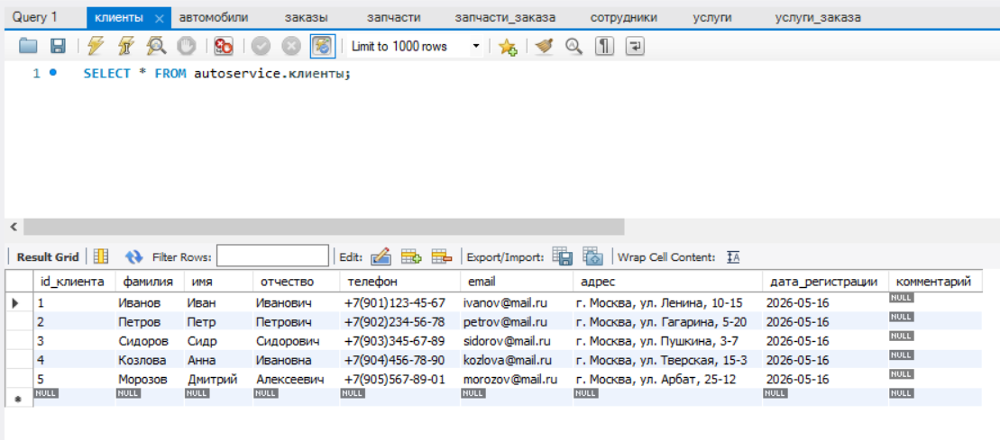 Query 1 клиенты автомобили заказы запчасти запчасти_заказа сотрудники услуги услуги_заказа
Limit to 1000 rows
1 SELECT * FROM autoservice.клиенты;
Result Grid Filter Rows: Edit: Export/Import: Wrap Cell Content:
id_клиента фамилия имя отчество телефон email адрес дата_регистрации комментарий
1 Иванов Иван Иванович +7(901)123-45-67 ivanov@mail.ru г. Москва, ул. Ленина, 10-15 2026-05-16 NULL
2 Петров Петр Петрович +7(902)234-56-78 petrov@mail.ru г. Москва, ул. Гагарина, 5-20 2026-05-16 NULL
3 Сидоров Сидр Сидорович +7(903)345-67-89 sidorov@mail.ru г. Москва, ул. Пушкина, 3-7 2026-05-16 NULL
4 Козлова Анна Ивановна +7(904)456-78-90 kozlova@mail.ru г. Москва, ул. Тверская, 15-3 2026-05-16 NULL
5 Морозов Дмитрий Алексеевич +7(905)567-89-01 morozov@mail.ru г. Москва, ул. Арбат, 25-12 2026-05-16 NULL
NULL NULL NULL NULL NULL NULL NULL NULL NULL